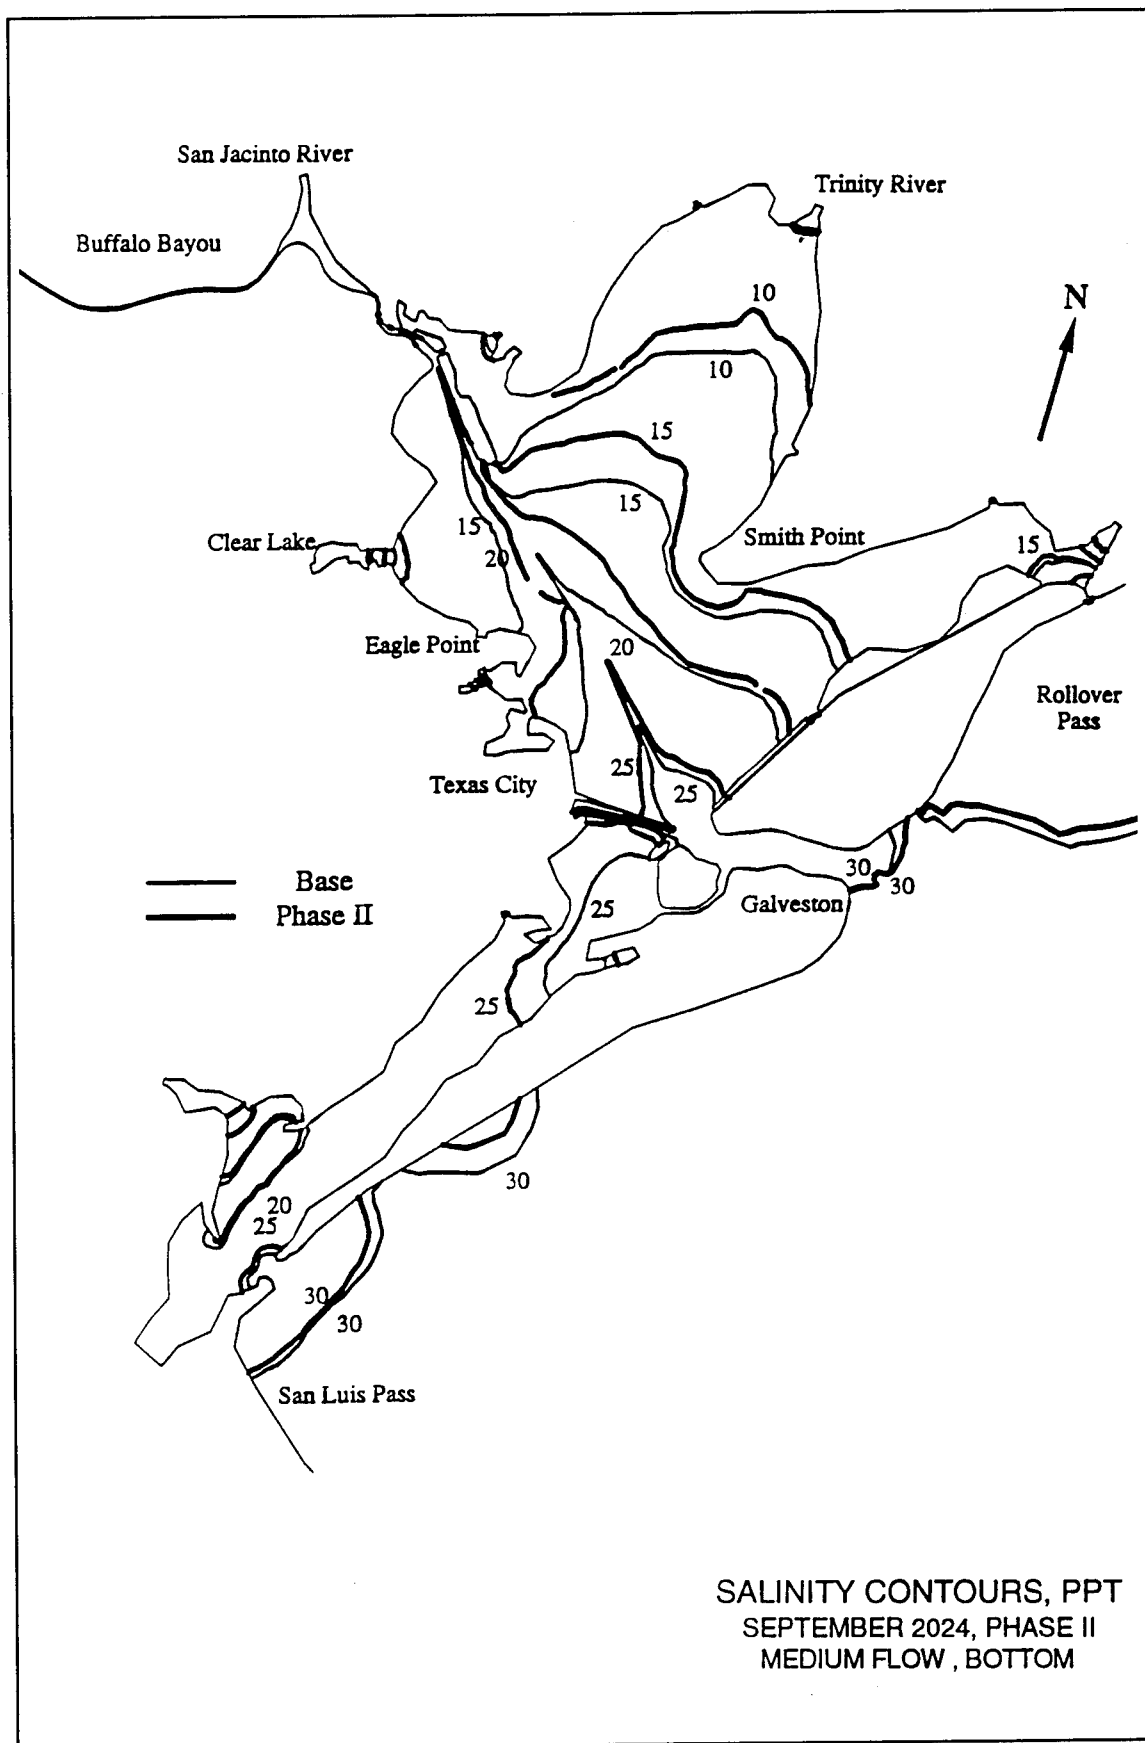 San Jacinto River
Trinity River
Buffalo Bayou
10
N
10
15
15
15
Clear Lake
20
Smith Point
15
Eagle Point
20
Rollover
Pass
25
Texas City
25
30
30
Base
Phase II
Galveston
25
25
30
20
25
30
30
San Luis Pass
SALINITY CONTOURS, PPT
SEPTEMBER 2024, PHASE II
MEDIUM FLOW , BOTTOM